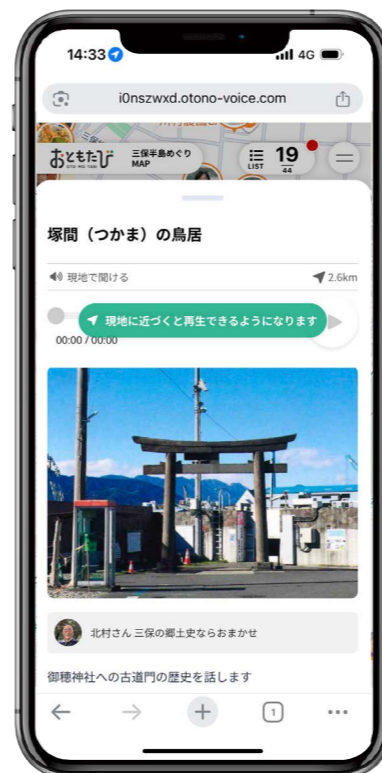 14:33
4G
i0nszwxd.otono-voice.com
おともたび
三保半島めぐり
MAP
LIST
19
44
塚間（つかま）の鳥居
現地で聞ける
2.6km
現地に近づくと再生できるようになります
00:00 / 00:00
北村さん 三保の郷土史ならおまかせ
御穂神社への古道門の歴史を話します
1